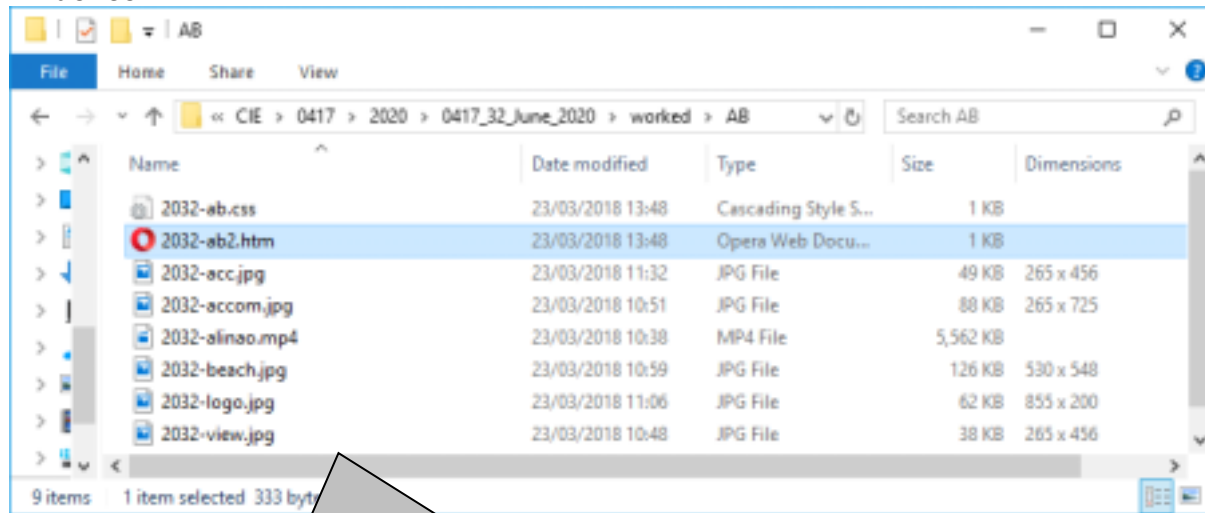 AB
File Home Share View
« CIE > 0417 > 2020 > 0417_32_June_2020 > worked > AB Search AB
Name Date modified Type Size Dimensions
2032-ab.css 23/03/2018 13:48 Cascading Style S... 1 KB
2032-ab2.htm 23/03/2018 13:48 Opera Web Docu... 1 KB
2032-acc.jpg 23/03/2018 11:32 JPG File 49 KB 265 x 456
2032-accom.jpg 23/03/2018 10:51 JPG File 88 KB 265 x 725
2032-alinao.mp4 23/03/2018 10:38 MP4 File 5,562 KB
2032-beach.jpg 23/03/2018 10:59 JPG File 126 KB 530 x 548
2032-logo.jpg 23/03/2018 11:06 JPG File 62 KB 855 x 200
2032-view.jpg 23/03/2018 10:48 JPG File 38 KB 265 x 456
9 items 1 item selected 333 byt